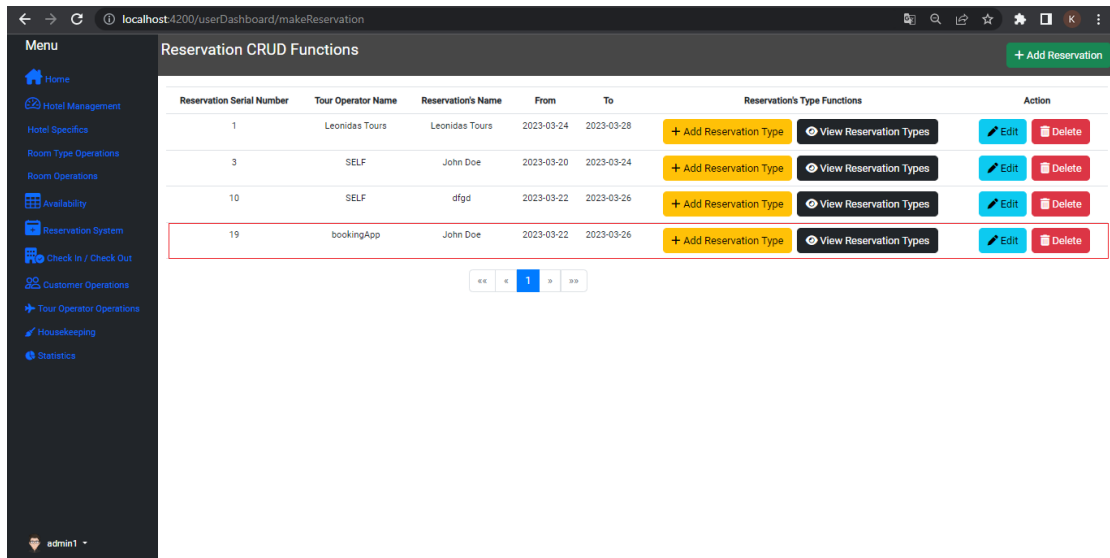 localhost:4200/userDashboard/makeReservation
K
Menu
Reservation CRUD Functions
+ Add Reservation
Home
Hotel Management
Hotel Specifics
Room Type Operations
Room Operations
Availability
Reservation System
Check In / Check Out
Customer Operations
Tour Operator Operations
Housekeeping
Statistics
Reservation Serial Number Tour Operator Name Reservation's Name From To Reservation's Type Functions Action
1 Leonidas Tours Leonidas Tours 2023-03-24 2023-03-28 + Add Reservation Type View Reservation Types Edit Delete
3 SELF John Doe 2023-03-20 2023-03-24 + Add Reservation Type View Reservation Types Edit Delete
10 SELF dfgd 2023-03-22 2023-03-26 + Add Reservation Type View Reservation Types Edit Delete
19 bookingApp John Doe 2023-03-22 2023-03-26 + Add Reservation Type View Reservation Types Edit Delete
«« « 1 » »»
admin1